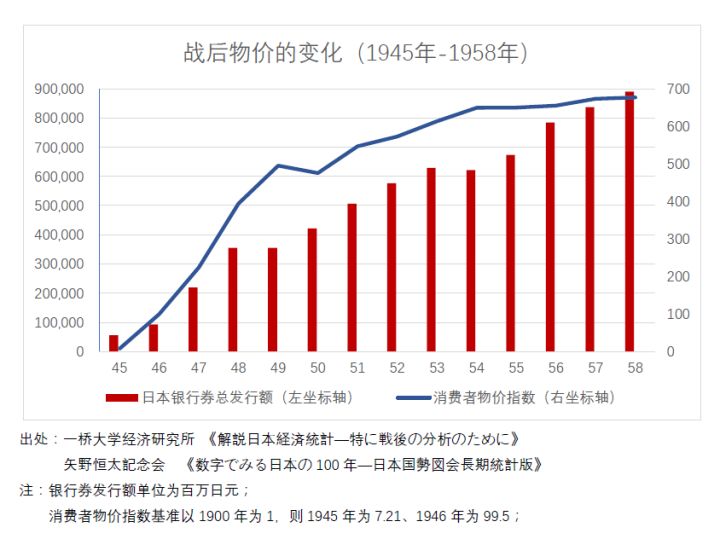 战后物价的变化（1945年-1958年）
900,000 700
800,000 600
700,000
600,000 500
500,000 400
400,000 300
300,000 200
200,000
100,000 100
0 0
45 46 47 48 49 50 51 52 53 54 55 56 57 58
日本银行券总发行额（左坐标轴） 消费者物价指数（右坐标轴）
出处：一桥大学经济研究所 《解説日本経済統計—特に戦後の分析のために》
矢野恒太記念会 《数字でみる日本の100年—日本国勢図会長期統計版》
注：银行券发行额单位为百万日元；
消费者物价指数基准以1900年为1，则1945年为7.21、1946年为99.5；